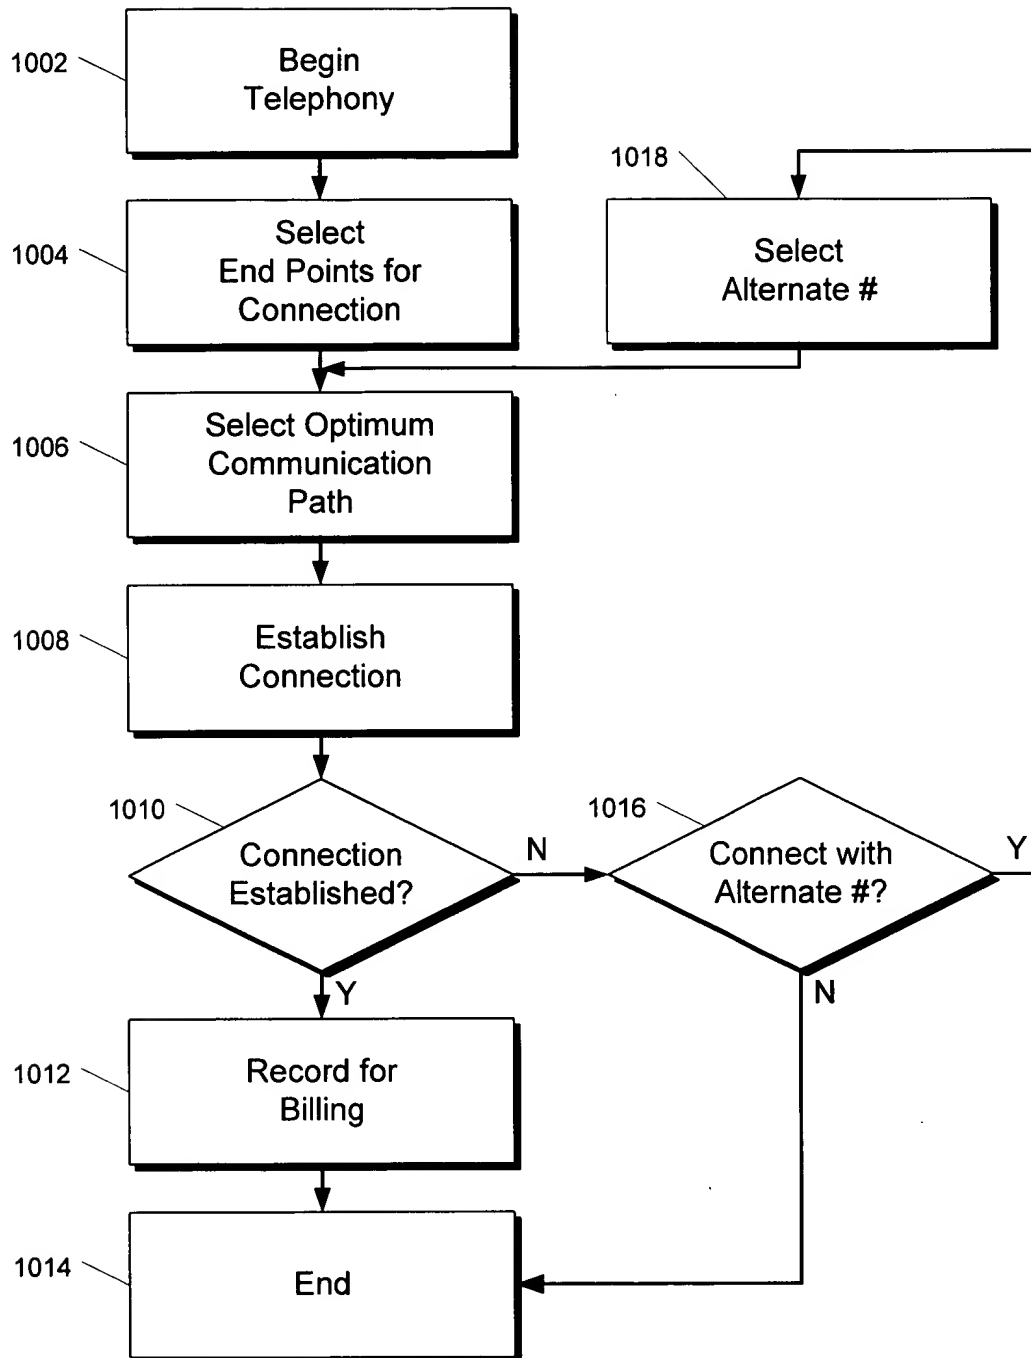 1002
Begin
Telephony
1018
1004
Select
End Points for
Connection
Select
Alternate #
1006
Select Optimum
Communication
Path
1008
Establish
Connection
1010
Connection
Established?
N
1016
Connect with
Alternate #?
Y
Y
N
1012
Record for
Billing
1014
End